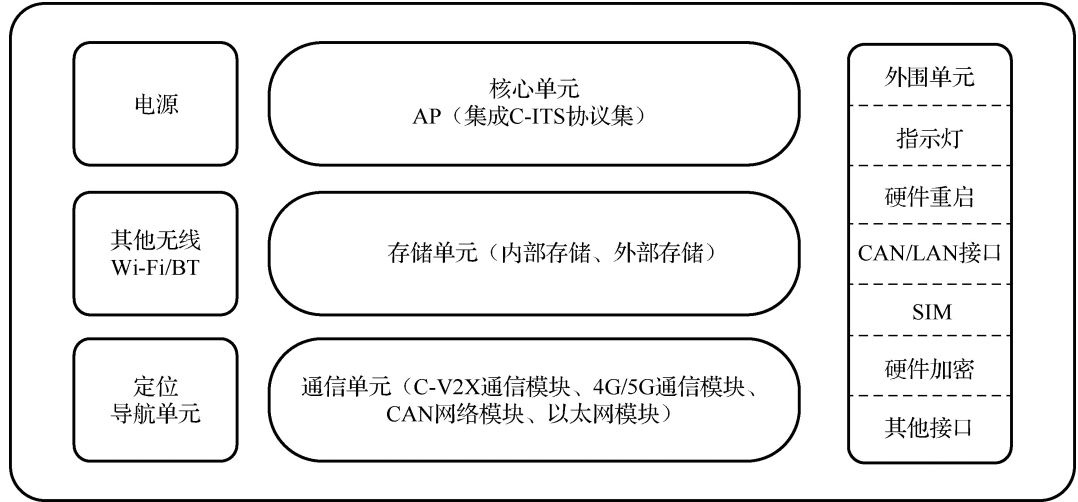 电源
核心单元
AP（集成C-ITS协议集）
其他无线
Wi-Fi/BT
存储单元（内部存储、外部存储）
定位
导航单元
通信单元（C-V2X通信模块、4G/5G通信模块、
CAN网络模块、以太网模块）
外围单元
指示灯
硬件重启
CAN/LAN接口
SIM
硬件加密
其他接口